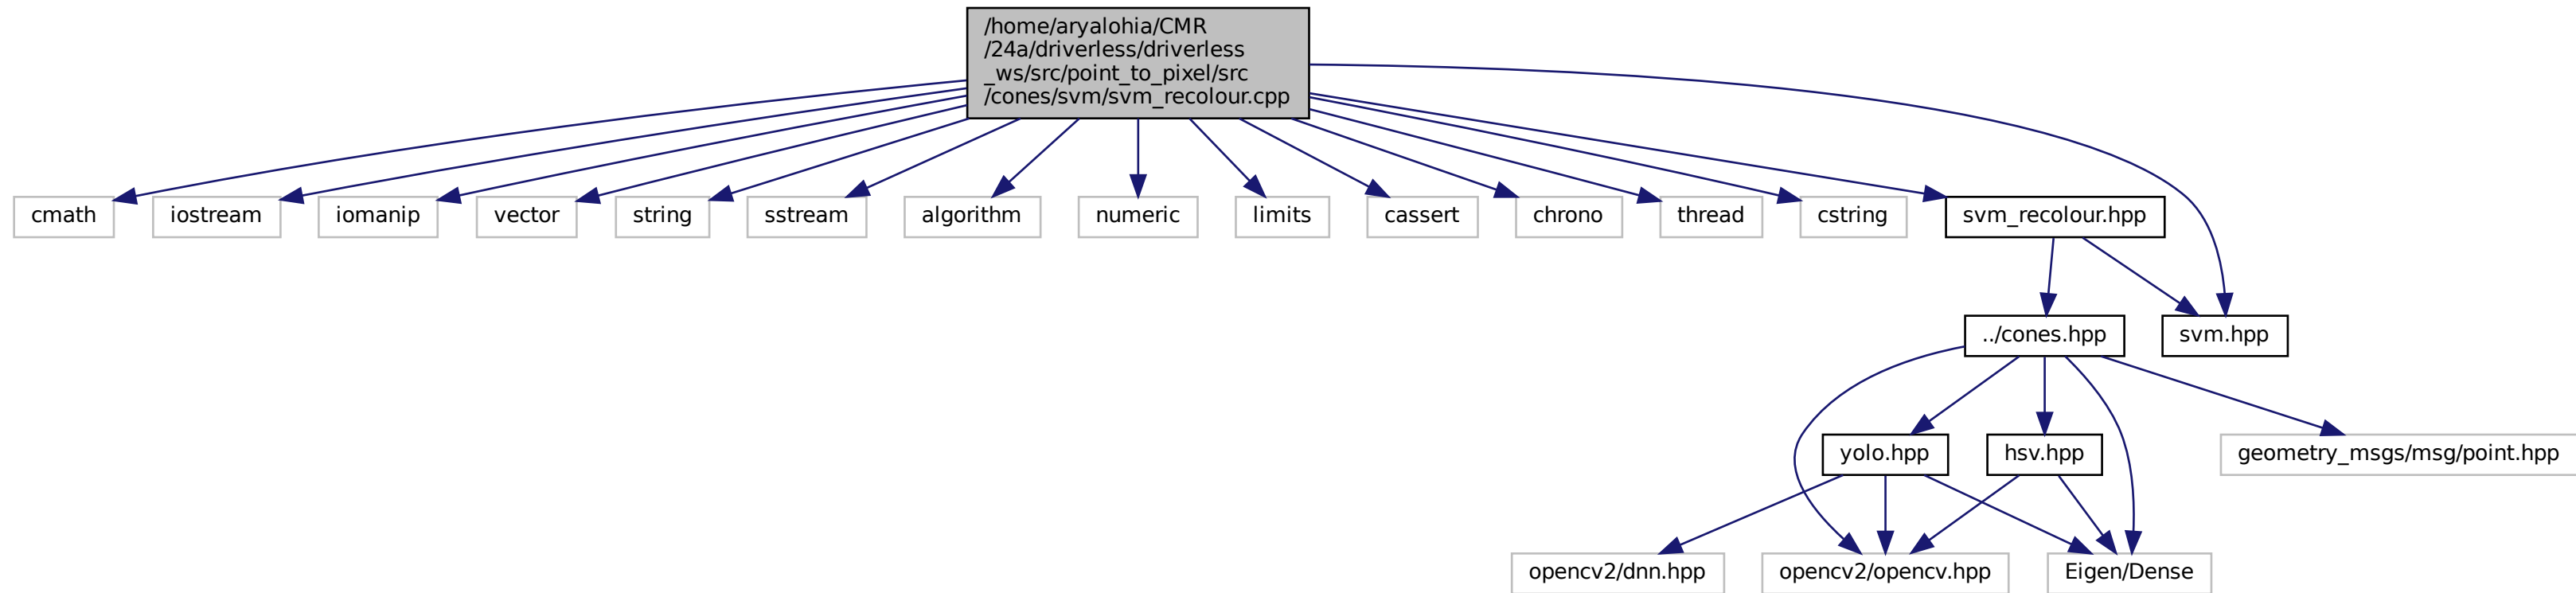 /home/aryalohia/CMR
/24a/driverless/driverless
_ws/src/point_to_pixel/src
/cones/svm/svm_recolour.cpp
cmath
iostream
iomanip
vector
string
sstream
algorithm
numeric
limits
cassert
chrono
thread
cstring
svm_recolour.hpp
../cones.hpp
svm.hpp
yolo.hpp
hsv.hpp
geometry_msgs/msg/point.hpp
opencv2/dnn.hpp
opencv2/opencv.hpp
Eigen/Dense